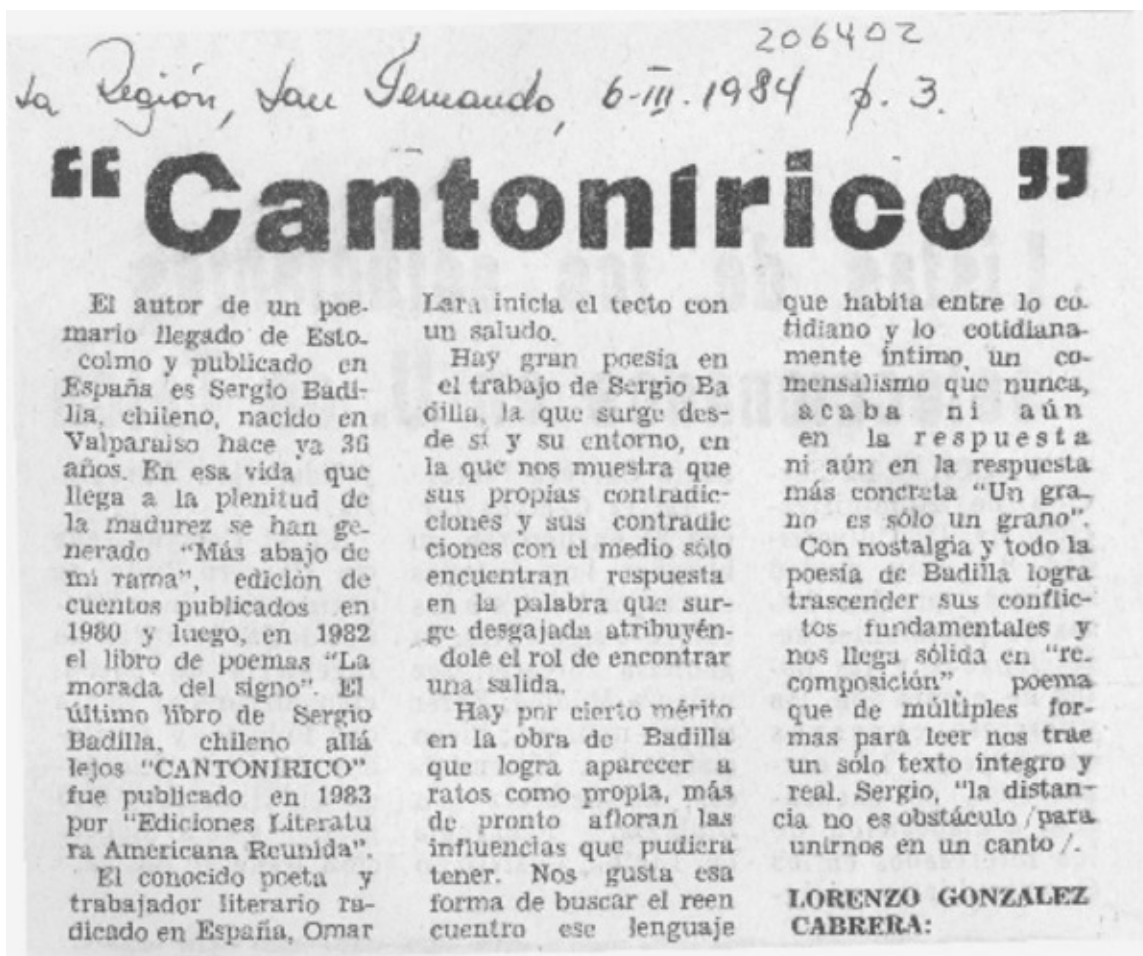 206402
La Región, San Fernando, 6-III.1984 p. 3.
“Cantonírico”
El autor de un poe-
mario llegado de Esto-
colmo y publicado en
España es Sergio Badi-
lla, chileno, nacido en
Valparaíso hace ya 36
años. En esa vida que
llega a la plenitud de
la madurez se han ge-
nerado “Más abajo de
mi rama”, edición de
cuentos publicados en
1980 y luego, en 1982
el libro de poemas “La
morada del signo”. El
último libro de Sergio
Badilla, chileno allá
lejos “CANTONIRICO”
fue publicado en 1983
por “Ediciones Literatu
ra Americana Reunida”.
El conocido poeta y
trabajador literario ra-
dicado en España, Omar
Lara inicia el tecto con
un saludo.
Hay gran poesía en
el trabajo de Sergio Ba
dilla, la que surge des-
de sí y su entorno, en
la que nos muestra que
sus propias contradic-
ciones y sus contradic
ciones con el medio sólo
encuentran respuesta
en la palabra que sur-
ge desgajada atribuyén-
dole el rol de encontrar
una salida.
Hay por cierto mérito
en la obra de Badilla
que logra aparecer a
ratos como propia, más
de pronto afloran las
influencias que pudiera
tener. Nos gusta esa
forma de buscar el reen
cuentro ese lenguaje
que habita entre lo co-
tidiano y lo cotidiana-
mente íntimo, un co-
mensalismo que nunca,
acaba ni aún
en la respuesta
ni aún en la respuesta
más concreta “Un gra-
no es sólo un grano”.
Con nostalgia y todo la
poesía de Badilla logra
trascender sus conflic-
tos fundamentales y
nos llega sólida en “re-
composición”, poema
que de múltiples for-
mas para leer nos trae
un sólo texto íntegro y
real. Sergio, “la distan-
cia no es obstáculo /para
unirnos en un canto/.
LORENZO GONZALEZ
CABRERA: